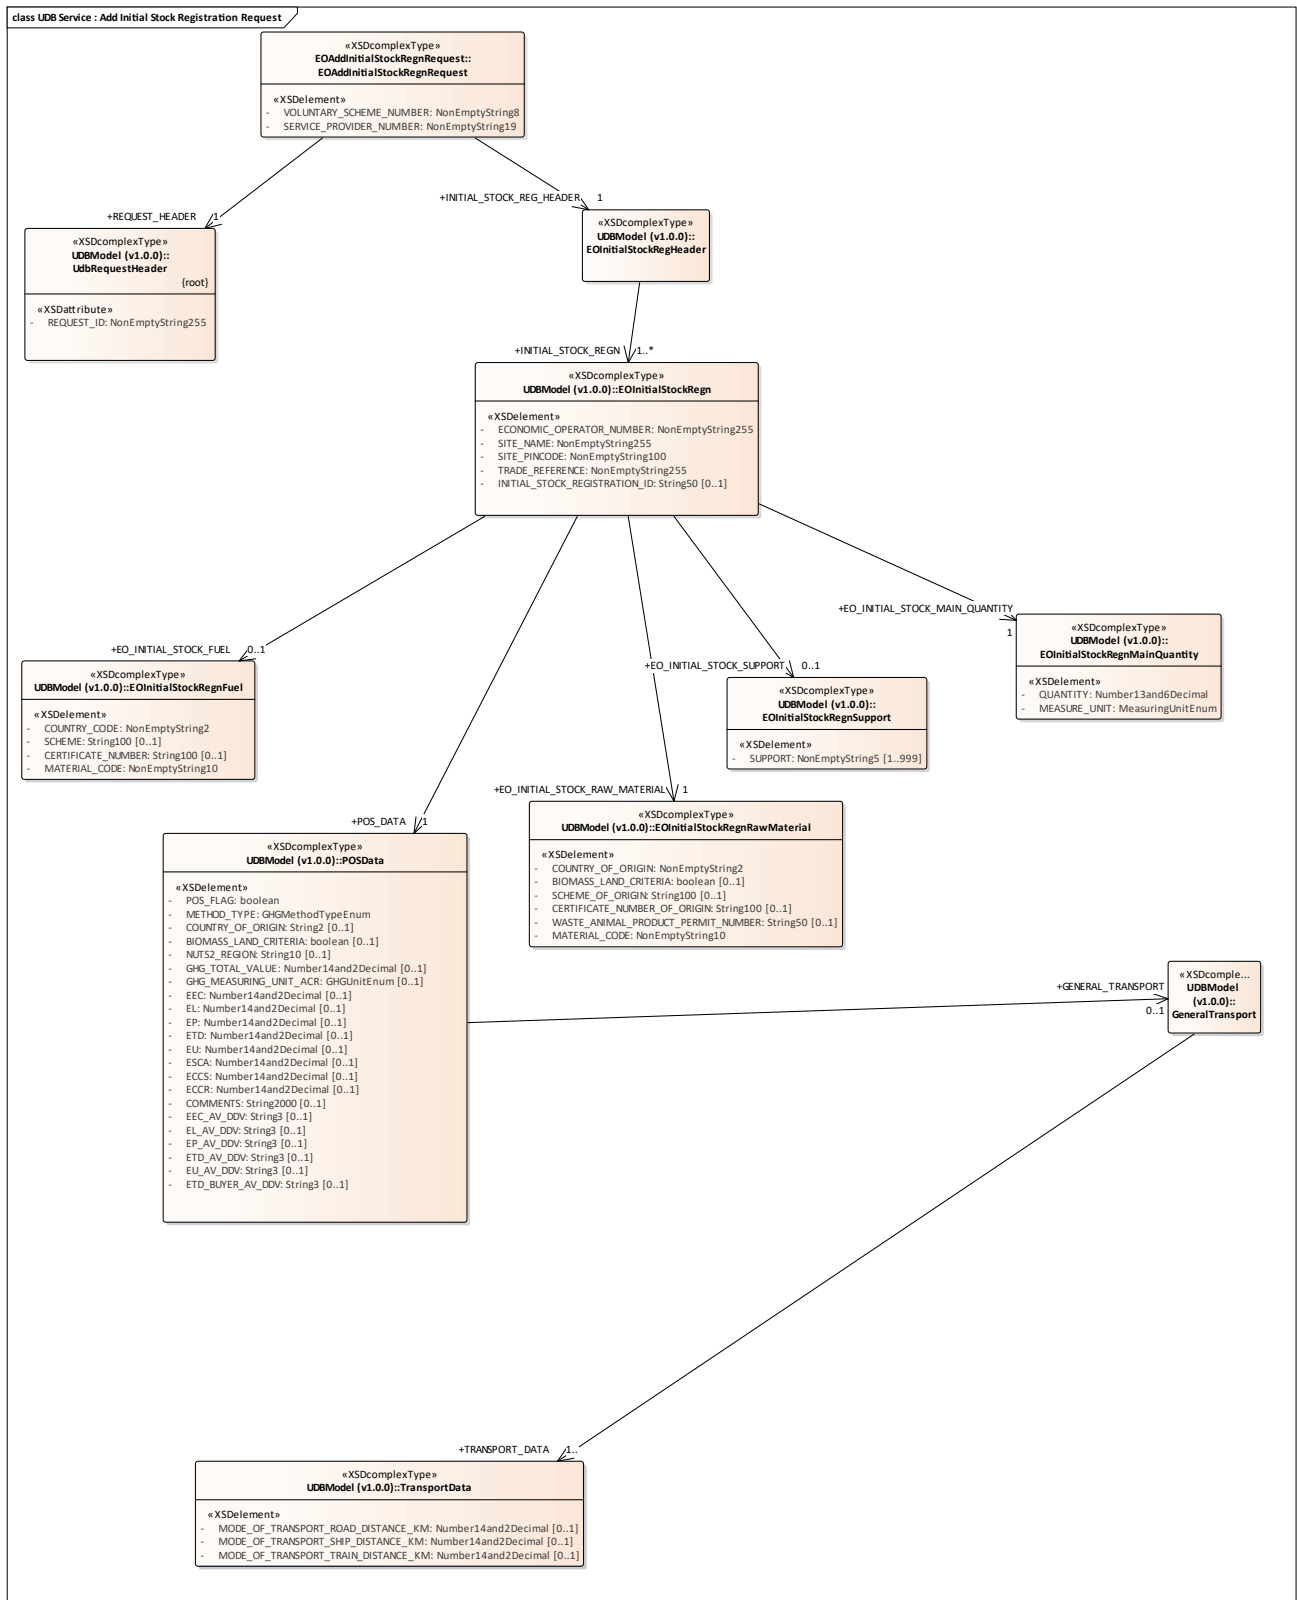 class UDB Service : Add Initial Stock Registration Request
«XSDcomplexType»
EOAddInitialStockRegnRequest::
EOAddInitialStockRegnRequest
«XSDelement»
- VOLUNTARY_SCHEME_NUMBER: NonEmptyString8
- SERVICE_PROVIDER_NUMBER: NonEmptyString19
+REQUEST_HEADER 1
+INITIAL_STOCK_REG_HEADER 1
«XSDcomplexType»
UDBModel (v1.0.0)::
UdbRequestHeader
{root}
«XSDattribute»
- REQUEST_ID: NonEmptyString255
«XSDcomplexType»
UDBModel (v1.0.0)::
EOInitialStockRegHeader
+INITIAL_STOCK_REGN 1..*
«XSDcomplexType»
UDBModel (v1.0.0)::EOInitialStockRegn
«XSDelement»
- ECONOMIC_OPERATOR_NUMBER: NonEmptyString255
- SITE_NAME: NonEmptyString255
- SITE_PINCODE: NonEmptyString100
- TRADE_REFERENCE: NonEmptyString255
- INITIAL_STOCK_REGISTRATION_ID: String50 [0..1]
+EO_INITIAL_STOCK_MAIN_QUANTITY
1
«XSDcomplexType»
UDBModel (v1.0.0)::
EOInitialStockRegnMainQuantity
«XSDelement»
- QUANTITY: Number13and6Decimal
- MEASURE_UNIT: MeasuringUnitEnum
+EO_INITIAL_STOCK_FUEL 0..1
«XSDcomplexType»
UDBModel (v1.0.0)::EOInitialStockRegnFuel
«XSDelement»
- COUNTRY_CODE: NonEmptyString2
- SCHEME: String100 [0..1]
- CERTIFICATE_NUMBER: String100 [0..1]
- MATERIAL_CODE: NonEmptyString10
+EO_INITIAL_STOCK_SUPPORT 0..1
«XSDcomplexType»
UDBModel (v1.0.0)::
EOInitialStockRegnSupport
«XSDelement»
- SUPPORT: NonEmptyString5 [1..999]
+EO_INITIAL_STOCK_RAW_MATERIAL 1
«XSDcomplexType»
UDBModel (v1.0.0)::EOInitialStockRegnRawMaterial
«XSDelement»
- COUNTRY_OF_ORIGIN: NonEmptyString2
- BIOMASS_LAND_CRITERIA: boolean [0..1]
- SCHEME_OF_ORIGIN: String100 [0..1]
- CERTIFICATE_NUMBER_OF_ORIGIN: String100 [0..1]
- WASTE_ANIMAL_PRODUCT_PERMIT_NUMBER: String50 [0..1]
- MATERIAL_CODE: NonEmptyString10
+POS_DATA 1
«XSDcomplexType»
UDBModel (v1.0.0)::POSData
«XSDelement»
- POS_FLAG: boolean
- METHOD_TYPE: GHGMethodTypeEnum
- COUNTRY_OF_ORIGIN: String2 [0..1]
- BIOMASS_LAND_CRITERIA: boolean [0..1]
- NUTS2_REGION: String10 [0..1]
- GHG_TOTAL_VALUE: Number14and2Decimal [0..1]
- GHG_MEASURING_UNIT_ACR: GHGUnitEnum [0..1]
- EEC: Number14and2Decimal [0..1]
- EL: Number14and2Decimal [0..1]
- EP: Number14and2Decimal [0..1]
- ETD: Number14and2Decimal [0..1]
- EU: Number14and2Decimal [0..1]
- ESCA: Number14and2Decimal [0..1]
- ECCS: Number14and2Decimal [0..1]
- ECCR: Number14and2Decimal [0..1]
- COMMENTS: String2000 [0..1]
- EEC_AV_DDV: String3 [0..1]
- EL_AV_DDV: String3 [0..1]
- EP_AV_DDV: String3 [0..1]
- ETD_AV_DDV: String3 [0..1]
- EU_AV_DDV: String3 [0..1]
- ETD_BUYER_AV_DDV: String3 [0..1]
+GENERAL_TRANSPORT
0..1
«XSDcomple...
UDBModel
(v1.0.0)::
GeneralTransport
+TRANSPORT_DATA 1..
«XSDcomplexType»
UDBModel (v1.0.0)::TransportData
«XSDelement»
- MODE_OF_TRANSPORT_ROAD_DISTANCE_KM: Number14and2Decimal [0..1]
- MODE_OF_TRANSPORT_SHIP_DISTANCE_KM: Number14and2Decimal [0..1]
- MODE_OF_TRANSPORT_TRAIN_DISTANCE_KM: Number14and2Decimal [0..1]